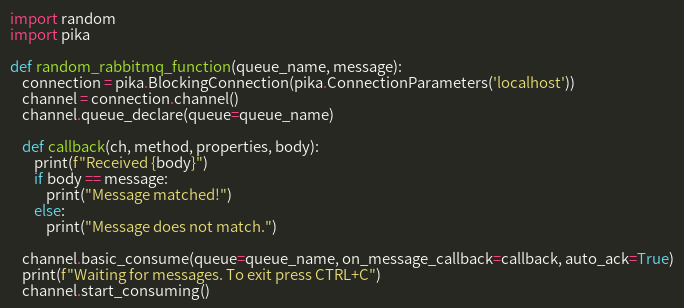 import random
import pika

def random_rabbitmq_function(queue_name, message):
    connection = pika.BlockingConnection(pika.ConnectionParameters('localhost'))
    channel = connection.channel()
    channel.queue_declare(queue=queue_name)

    def callback(ch, method, properties, body):
        print(f"Received {body}")
        if body == message:
            print("Message matched!")
        else:
            print("Message does not match.")

    channel.basic_consume(queue=queue_name, on_message_callback=callback, auto_ack=True)
    print(f"Waiting for messages. To exit press CTRL+C")
    channel.start_consuming()